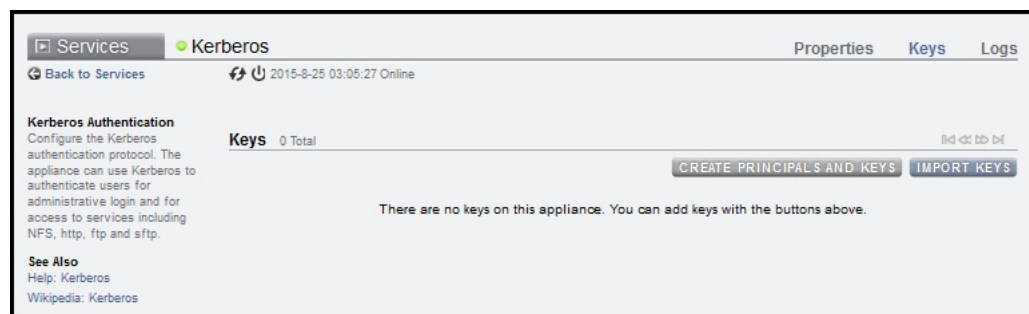 Services
Kerberos
Properties Keys Logs
Back to Services
2015-8-25 03:05:27 Online
Kerberos Authentication
Configure the Kerberos
authentication protocol. The
appliance can use Kerberos to
authenticate users for
administrative login and for
access to services including
NFS, http, ftp and sftp.
See Also
Help: Kerberos
Wikipedia: Kerberos
Keys 0 Total
CREATE PRINCIPALS AND KEYS IMPORT KEYS
There are no keys on this appliance. You can add keys with the buttons above.